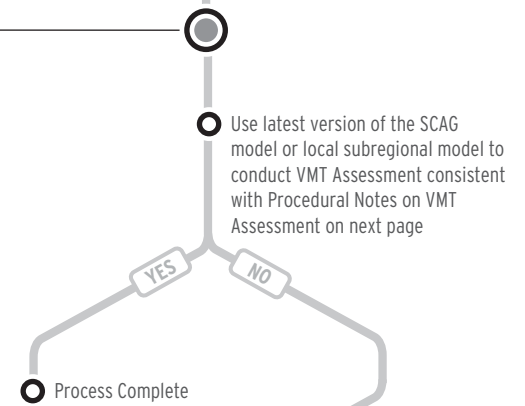 Use latest version of the SCAG
model or local subregional model to
conduct VMT Assessment consistent
with Procedural Notes on VMT
Assessment on next page
YES
NO
Process Complete